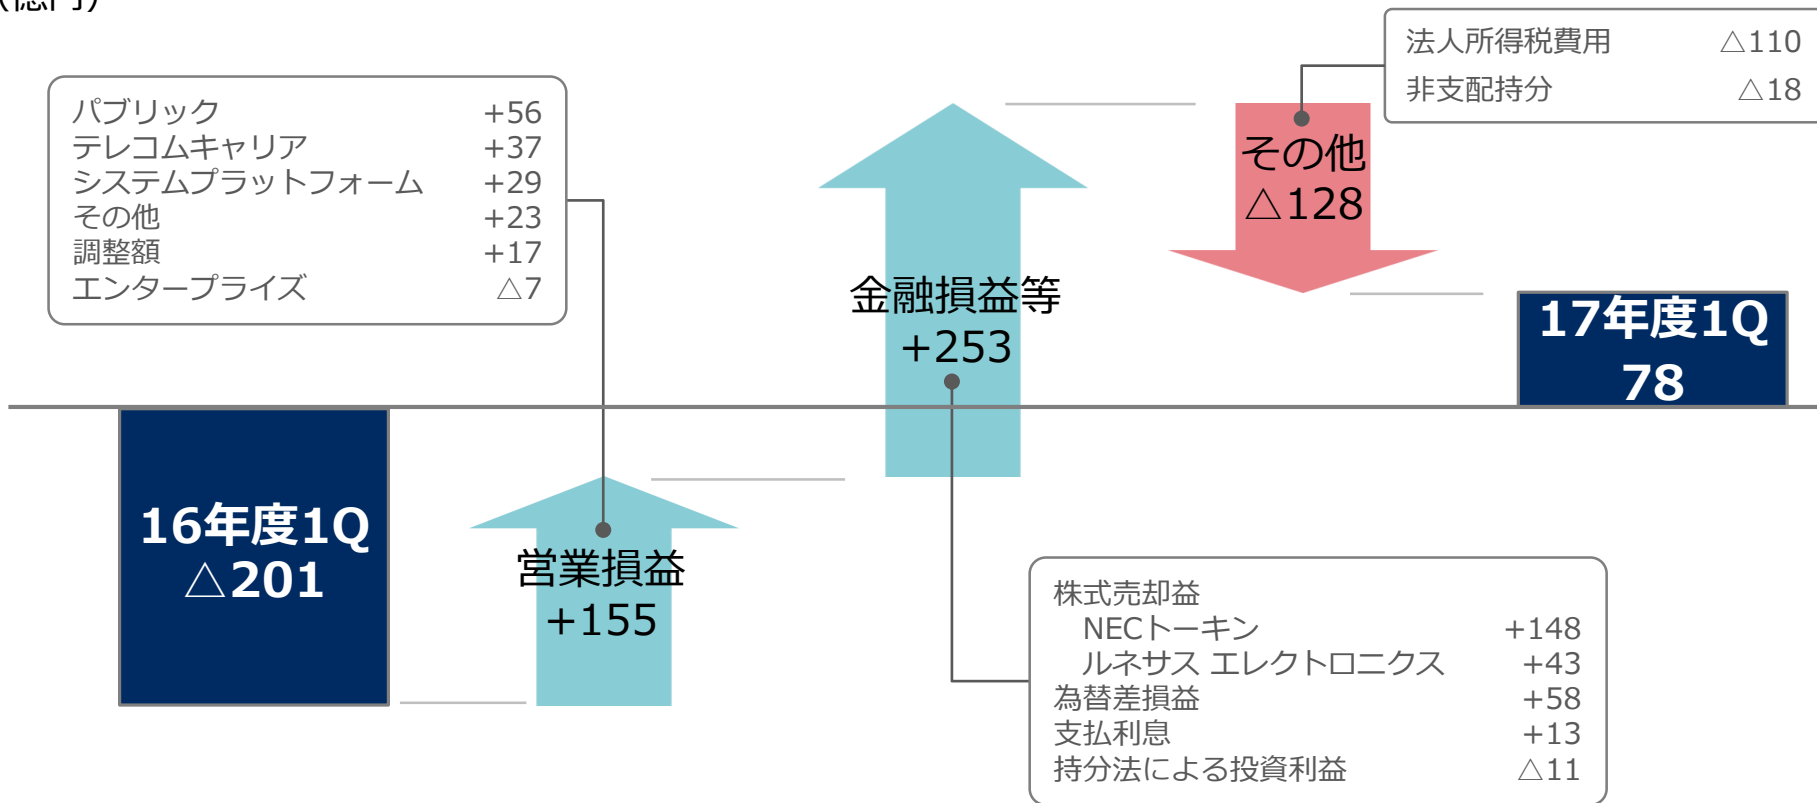 (億円)
パブリック +56
テレコムキャリア +37
システムプラットフォーム +29
その他 +23
調整額 +17
エンタープライズ △7
16年度1Q
△201
営業損益
+155
金融損益等
+253
株式売却益
NECトーキン +148
ルネサス エレクトロニクス +43
為替差損益 +58
支払利息 +13
持分法による投資利益 △11
その他
△128
法人所得税費用 △110
非支配持分 △18
17年度1Q
78